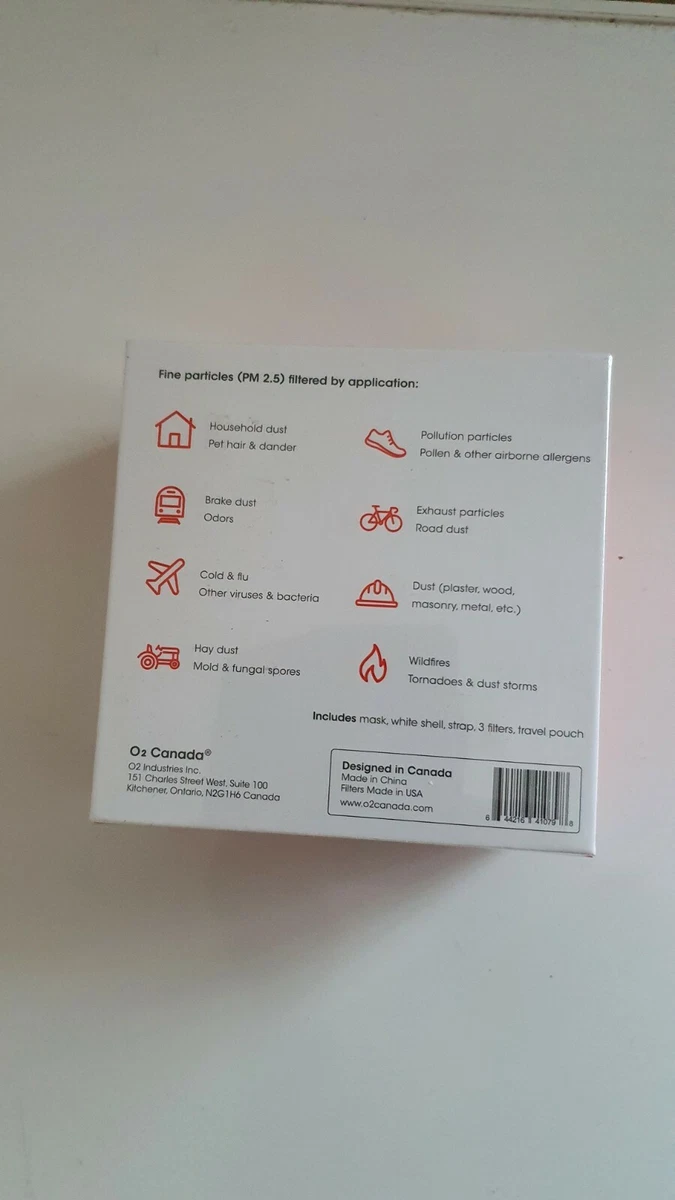 Fine particles (PM 2.5) filtered by application:
Household dust
Pet hair & dander
Pollution particles
Pollen & other airborne allergens
Brake dust
Odors
Exhaust particles
Road dust
Cold & flu
Other viruses & bacteria
Dust (plaster, wood,
masonry, metal, etc.)
Hay dust
Mold & fungal spores
Wildfires
Tornadoes & dust storms
Includes mask, white shell, strap, 3 filters, travel pouch
O2 Canada®
O2 Industries Inc.
151 Charles Street West, Suite 100
Kitchener, Ontario, N2G1H6 Canada
Designed in Canada
Made in China
Filters Made in USA
www.o2canada.com
6 44216 41079 8